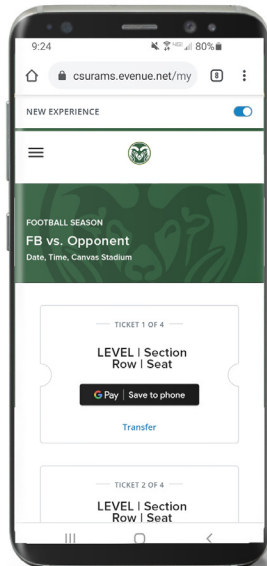 9:24 80%
csurams.evenue.net/my 8
NEW EXPERIENCE
FOOTBALL SEASON
FB vs. Opponent
Date, Time, Canvas Stadium
TICKET 1 OF 4
LEVEL | Section
Row | Seat
G Pay | Save to phone
Transfer
TICKET 2 OF 4
LEVEL | Section
Row | Seat